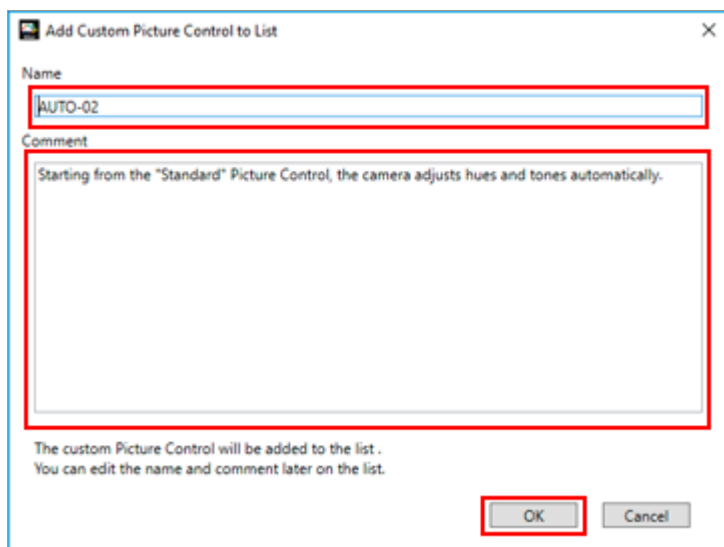 Add Custom Picture Control to List
Name
AUTO-02
Comment
Starting from the "Standard" Picture Control, the camera adjusts hues and tones automatically.
The custom Picture Control will be added to the list .
You can edit the name and comment later on the list.
OK Cancel